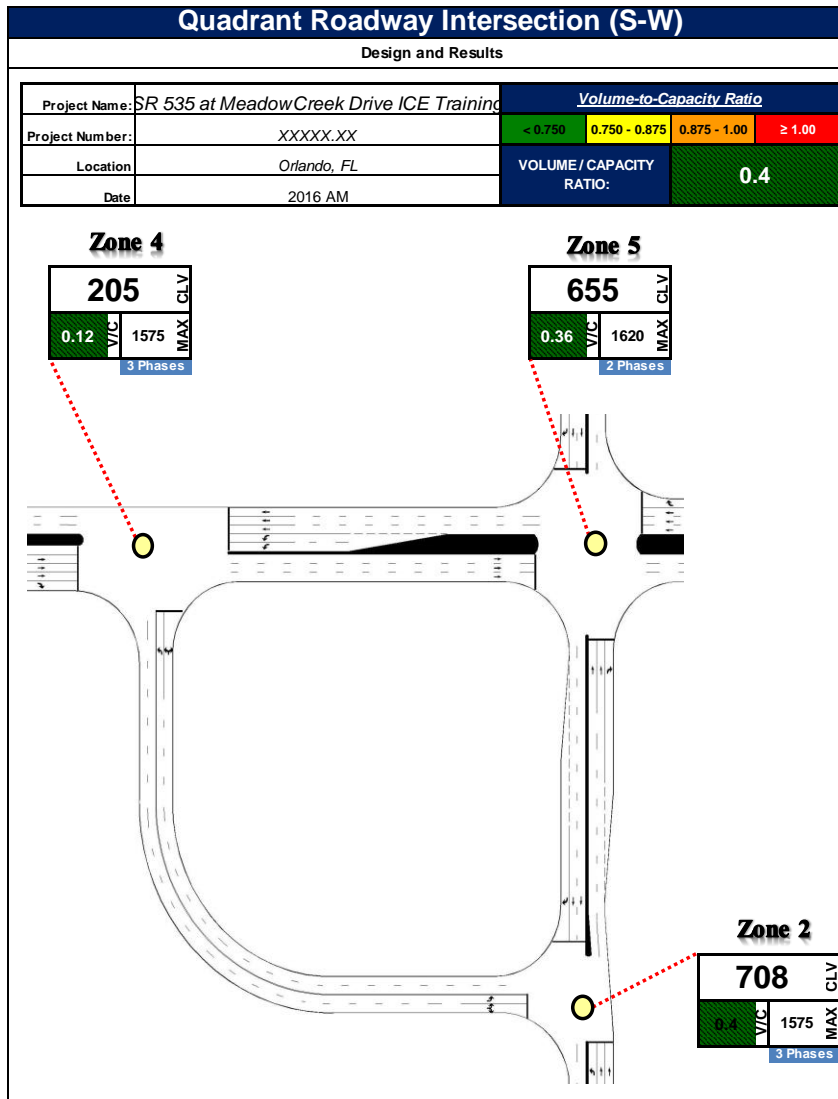 Quadrant Roadway Intersection (S-W)
Design and Results
Project Name: SR 535 at MeadowCreek Drive ICE Training
Volume-to-Capacity Ratio
Project Number: XXXXX.XX
< 0.750 0.750 - 0.875 0.875 - 1.00 ≥ 1.00
Location Orlando, FL
VOLUME / CAPACITY
RATIO:
0.4
Date 2016 AM
Zone 4
205 CLV
0.12 V/C 1575 MAX
3 Phases
Zone 5
655 CLV
0.36 V/C 1620 MAX
2 Phases
Zone 2
708 CLV
0.4 V/C 1575 MAX
3 Phases